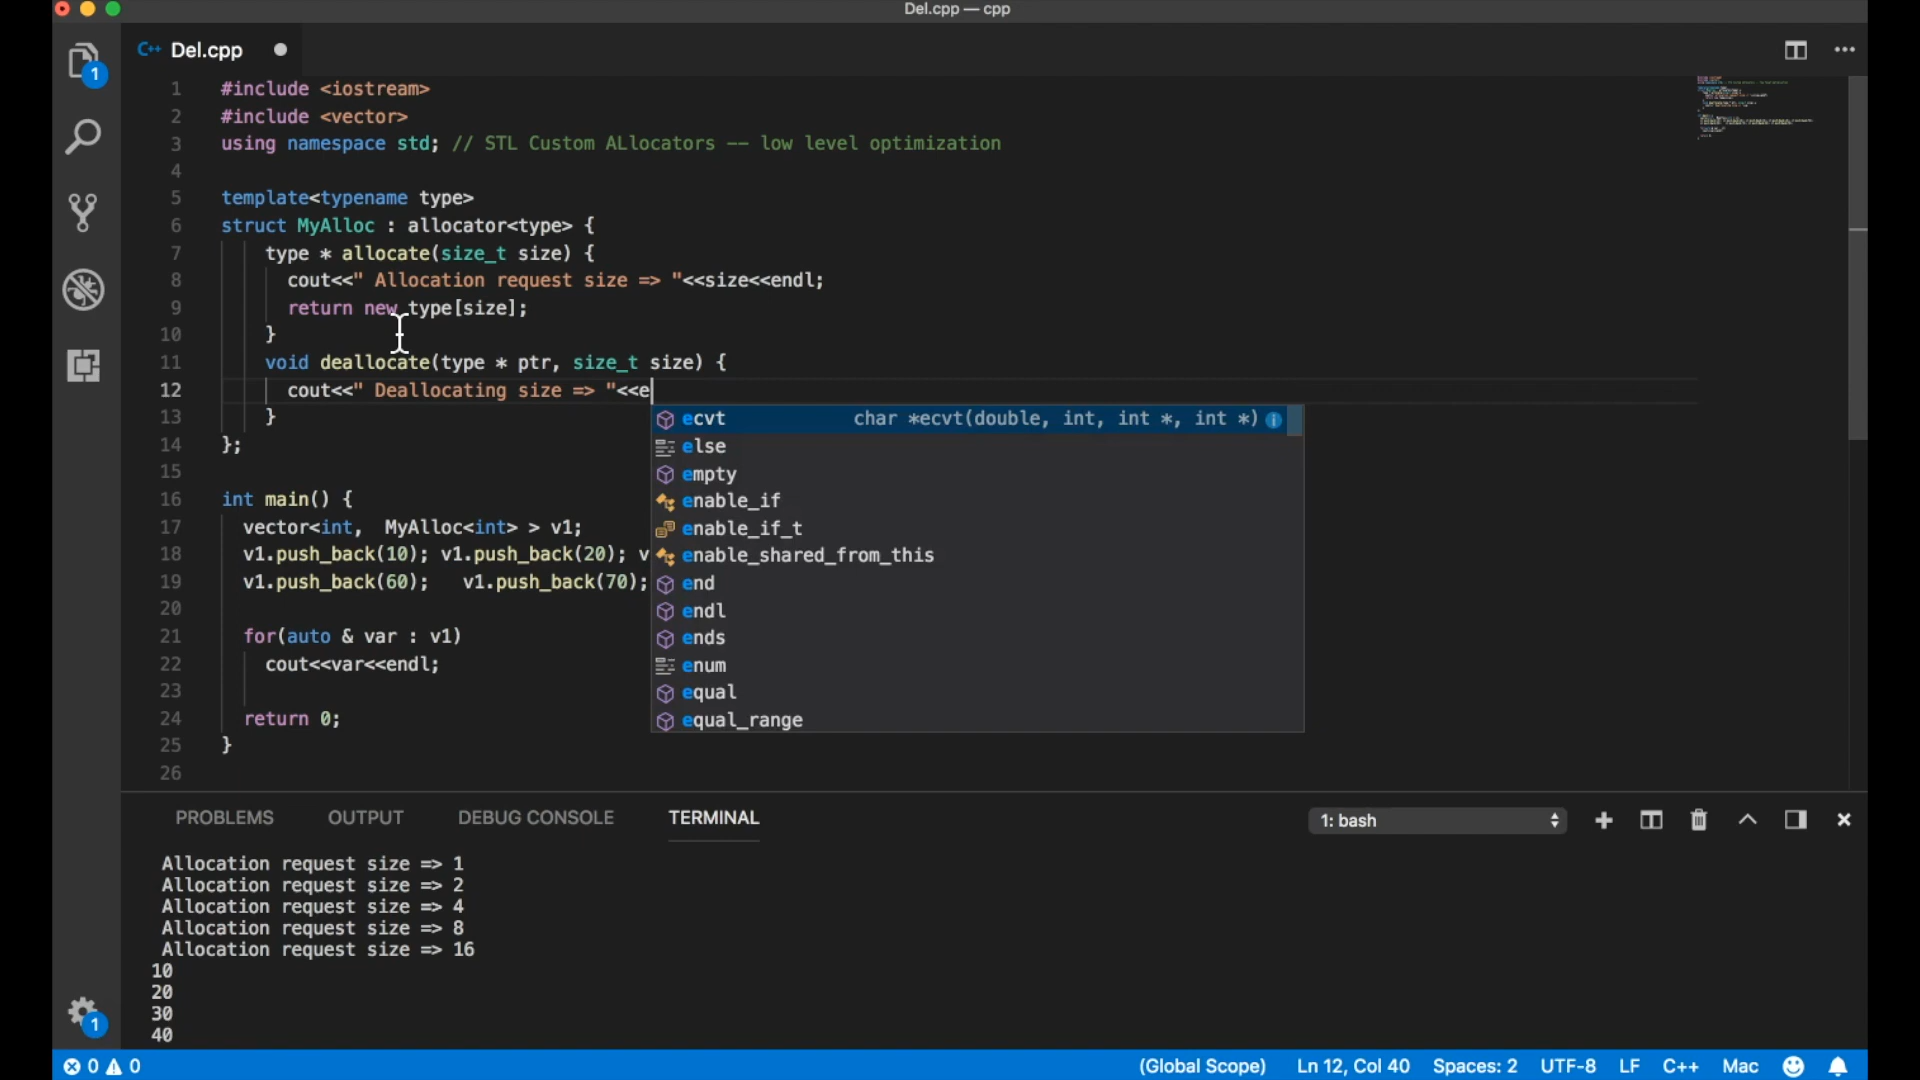 Del.cpp — cpp
C++ Del.cpp
1
1 #include <iostream>
2 #include <vector>
3 using namespace std; // STL Custom ALlocators -- low level optimization
4
5 template<typename type>
6 struct MyAlloc : allocator<type> {
7 type * allocate(size_t size) {
8 cout<<" Allocation request size => "<<size<<endl;
9 return new type[size];
10 }
11 void deallocate(type * ptr, size_t size) {
12 cout<<" Deallocating size => "<<e
13 }
14 };
15
16 int main() {
17 vector<int,  MyAlloc<int> > v1;
18 v1.push_back(10); v1.push_back(20); v
19 v1.push_back(60);   v1.push_back(70);
20
21 for(auto & var : v1)
22 cout<<var<<endl;
23
24 return 0;
25 }
26
ecvt char *ecvt(double, int, int *, int *)
else
empty
enable_if
enable_if_t
enable_shared_from_this
end
endl
ends
enum
equal
equal_range
PROBLEMS OUTPUT DEBUG CONSOLE TERMINAL 1: bash
Allocation request size => 1
Allocation request size => 2
Allocation request size => 4
Allocation request size => 8
Allocation request size => 16
10
20
30
40
1
0 0 (Global Scope) Ln 12, Col 40 Spaces: 2 UTF-8 LF C++ Mac